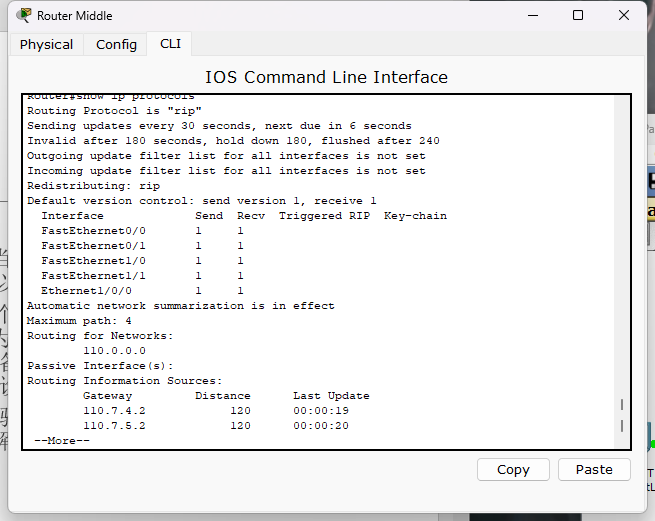 Router Middle
Physical Config CLI
IOS Command Line Interface
Router#show ip protocols
Routing Protocol is "rip"
Sending updates every 30 seconds, next due in 6 seconds
Invalid after 180 seconds, hold down 180, flushed after 240
Outgoing update filter list for all interfaces is not set
Incoming update filter list for all interfaces is not set
Redistributing: rip
Default version control: send version 1, receive 1
Interface Send Recv Triggered RIP Key-chain
FastEthernet0/0 1 1
FastEthernet0/1 1 1
FastEthernet1/0 1 1
FastEthernet1/1 1 1
Ethernet1/0/0 1 1
Automatic network summarization is in effect
Maximum path: 4
Routing for Networks:
110.0.0.0
Passive Interface(s):
Routing Information Sources:
Gateway Distance Last Update
110.7.4.2 120 00:00:19
110.7.5.2 120 00:00:20
--More--
Copy Paste